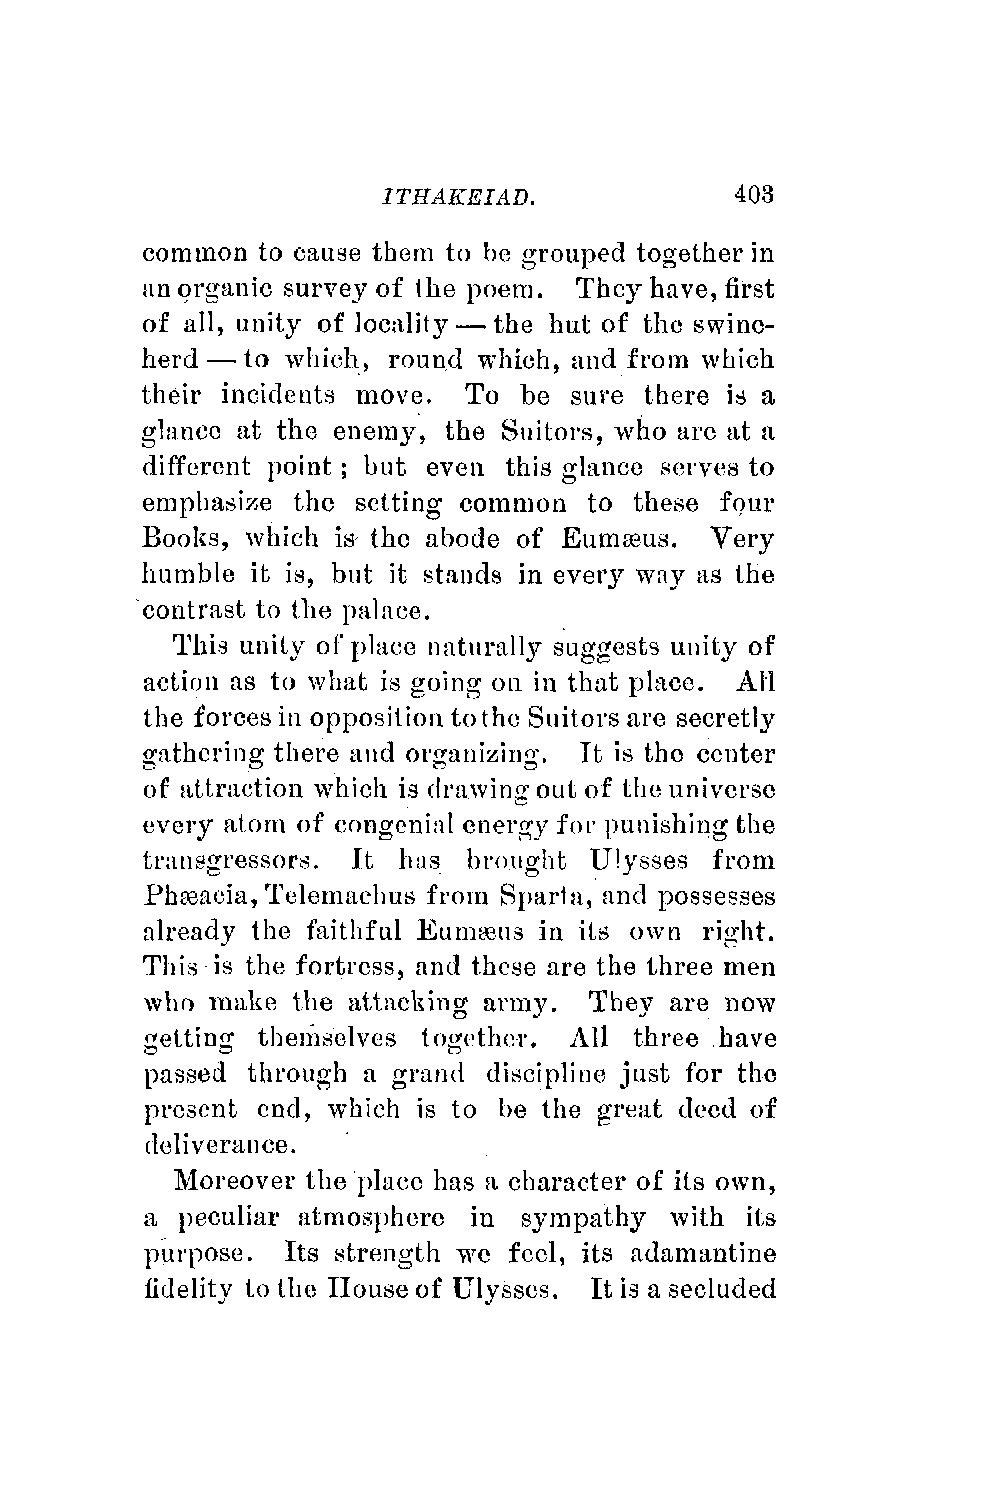 ITHAKEIAD. 403
common to cause them to be grouped together in
an organic survey of the poem. They have, first
of all, unity of locality — the hut of the swine-
herd — to which, round which, and from which
their incidents move. To be sure there is a
glance at the enemy, the Suitors, who are at a
different point ; but even this glance serves to
emphasize the setting common to these four
Books, which is the abode of Eumæus. Very
humble it is, but it stands in every way as the
contrast to the palace.
This unity of place naturally suggests unity of
action as to what is going on in that place. All
the forces in opposition to the Suitors are secretly
gathering there and organizing. It is the center
of attraction which is drawing out of the universe
every atom of congenial energy for punishing the
transgressors. It has brought Ulysses from
Phæacia, Telemachus from Sparta, and possesses
already the faithful Eumæus in its own right.
This is the fortress, and these are the three men
who make the attacking army. They are now
getting themselves together. All three have
passed through a grand discipline just for the
present end, which is to be the great deed of
deliverance.
Moreover the place has a character of its own,
a peculiar atmosphere in sympathy with its
purpose. Its strength we feel, its adamantine
fidelity to the House of Ulysses. It is a secluded